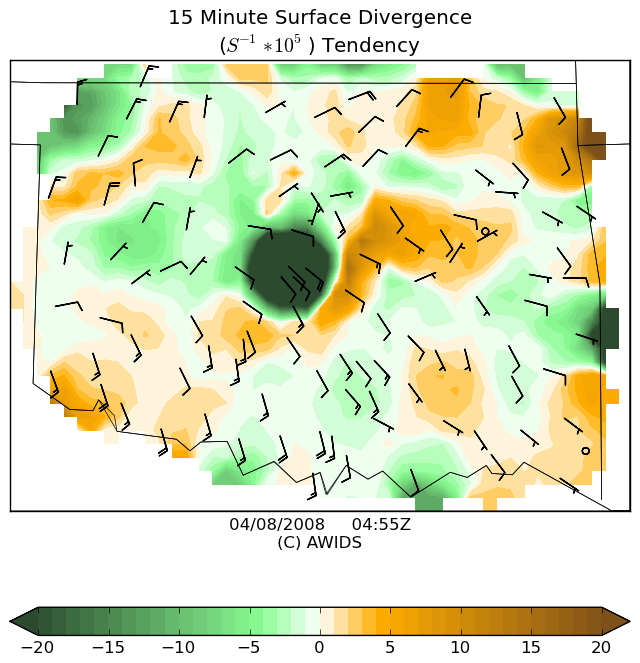 15 Minute Surface Divergence
(S⁻¹ * 10⁵ ) Tendency
04/08/2008 04:55Z
(C) AWIDS
−20 −15 −10 −5 0 5 10 15 20